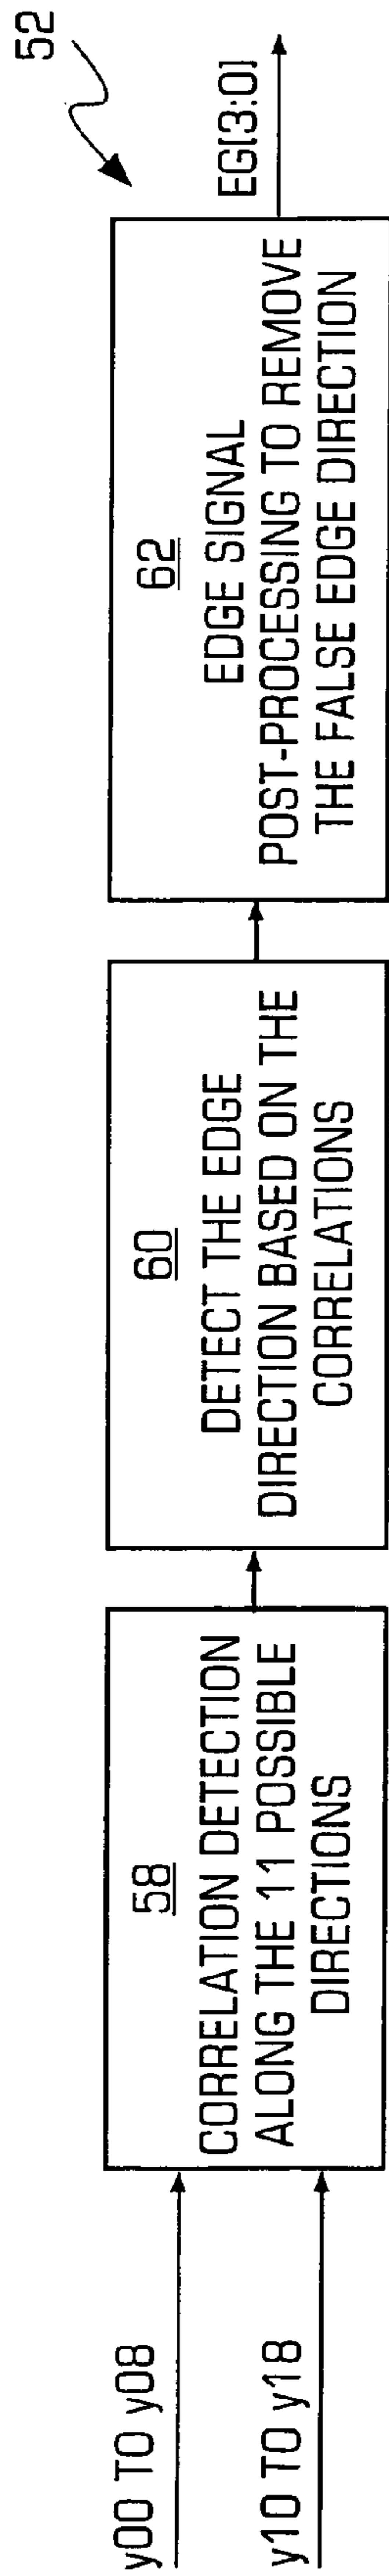 52
y00 TO y08
y10 TO y18
58
CORRELATION DETECTION
ALONG THE 11 POSSIBLE
DIRECTIONS
60
DETECT THE EDGE
DIRECTION BASED ON THE
CORRELATIONS
62
EDGE SIGNAL
POST-PROCESSING TO REMOVE
THE FALSE EDGE DIRECTION
EG[3:0]